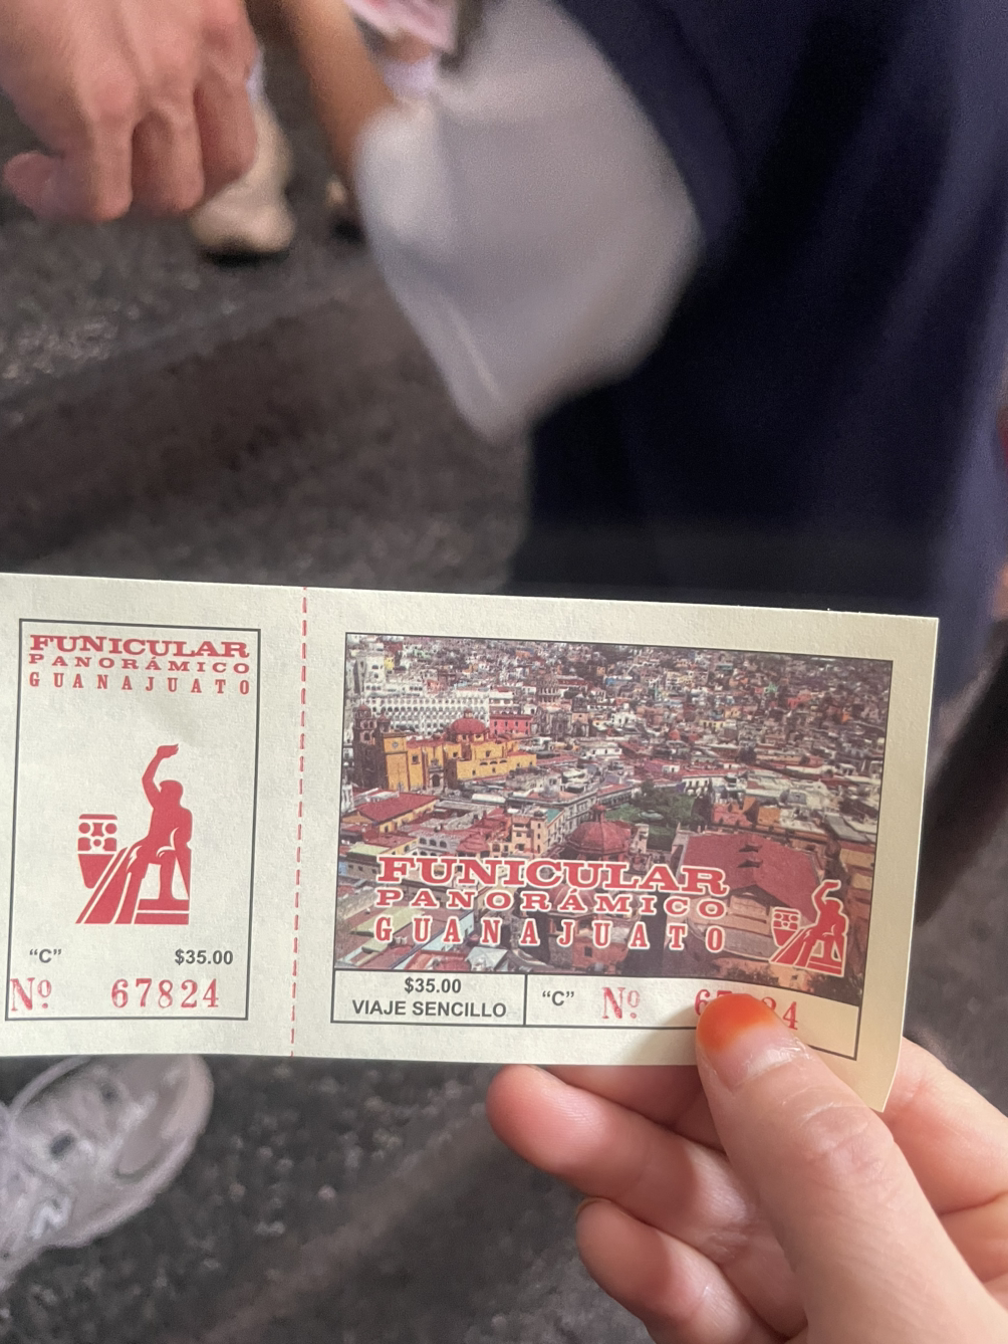 FUNICULAR
PANORÁMICO
GUANAJUATO
“C” $35.00
Nº 67824
FUNICULAR
PANORÁMICO
GUANAJUATO
$35.00
VIAJE SENCILLO
“C” Nº
N